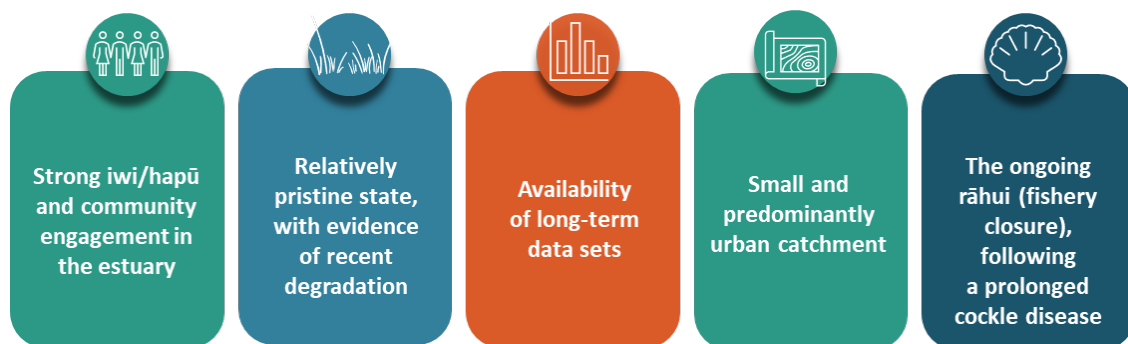 Strong iwi/hapū
and community
engagement in
the estuary
Relatively
pristine state,
with evidence
of recent
degradation
Availability
of long-term
data sets
Small and
predominantly
urban catchment
The ongoing
rāhui (fishery
closure),
following
a prolonged
cockle disease